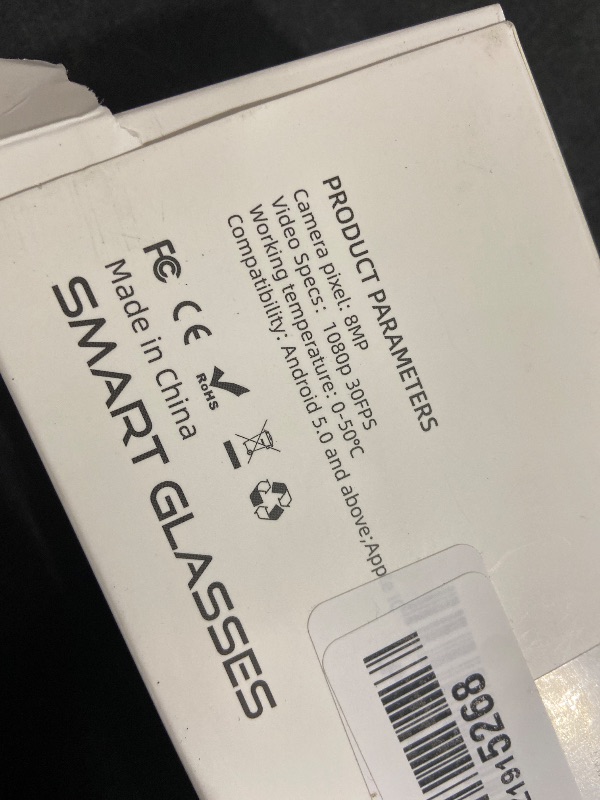 PRODUCT PARAMETERS
Camera pixel: 8MP
Video Specs: 1080p 30FPS
Working temperature: 0-50℃
Compatibility: Android 5.0 and above;App
FC CE RoHS
Made in China
SMART GLASSES
1915268